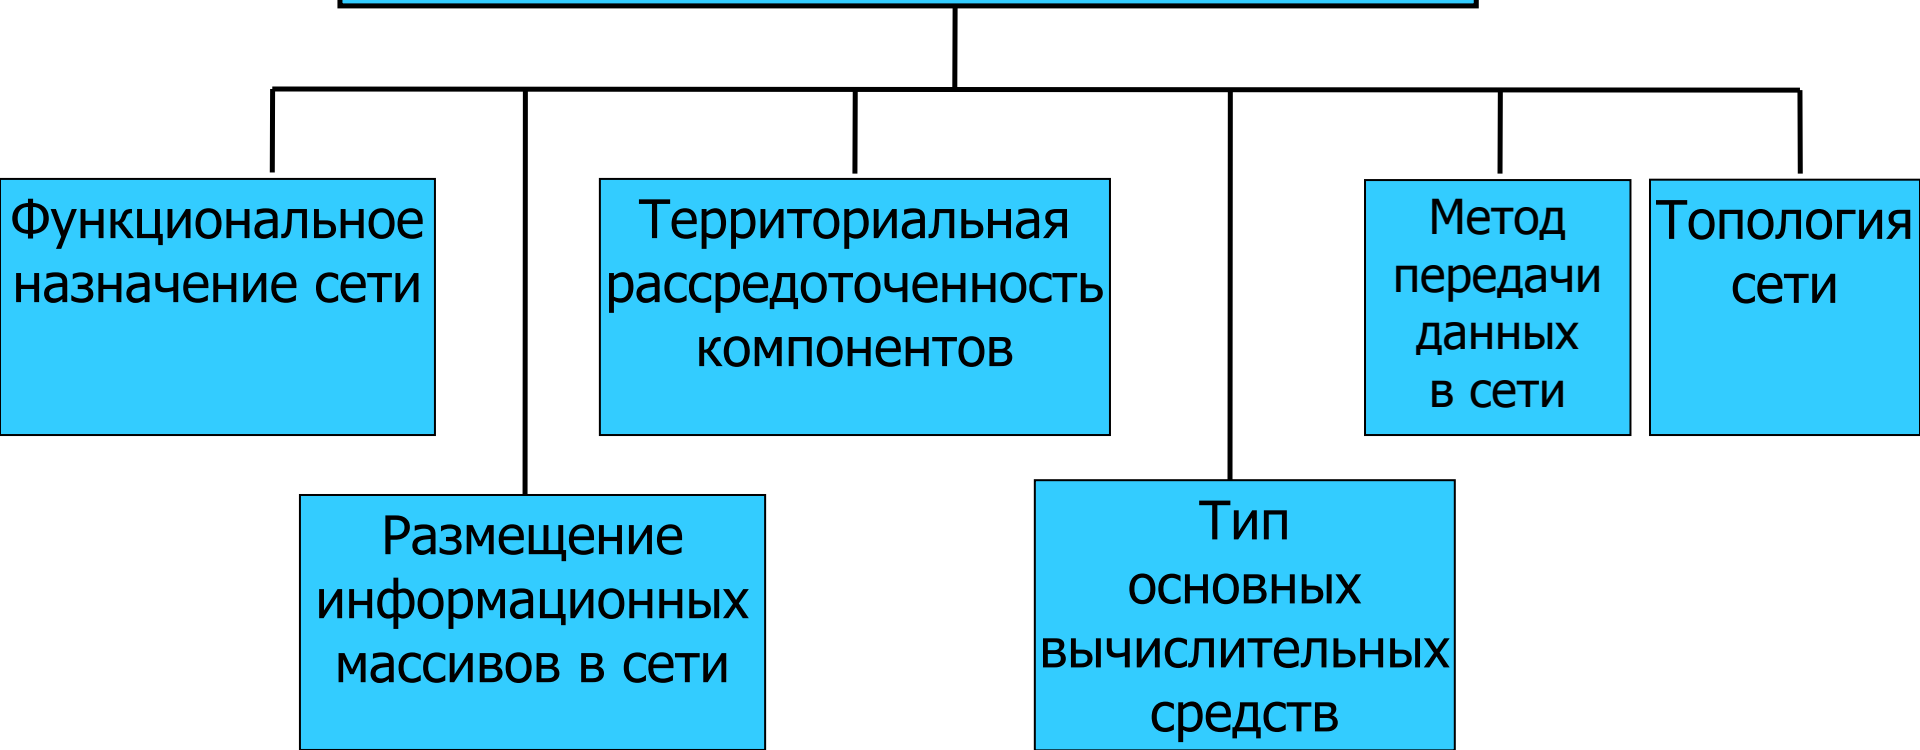 Функциональное
назначение сети
Территориальная
рассредоточенность
компонентов
Метод
передачи
данных
в сети
Топология
сети
Размещение
информационных
массивов в сети
Тип
основных
вычислительных
средств